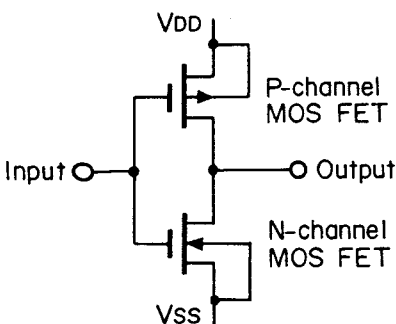 VDD
P-channel
MOS FET
Input
Output
N-channel
MOS FET
VSS